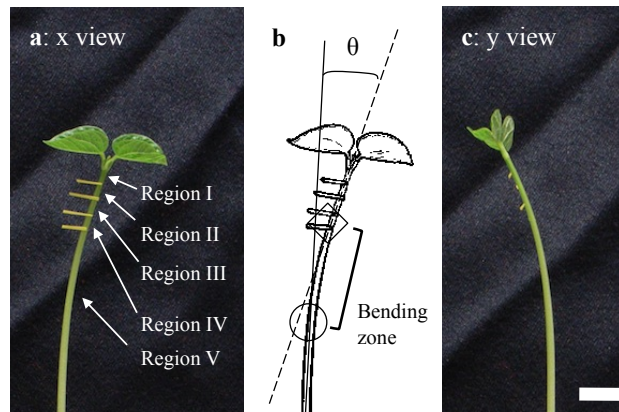 a: x view
Region I
Region II
Region III
Region IV
Region V
b
θ
Bending
zone
c: y view